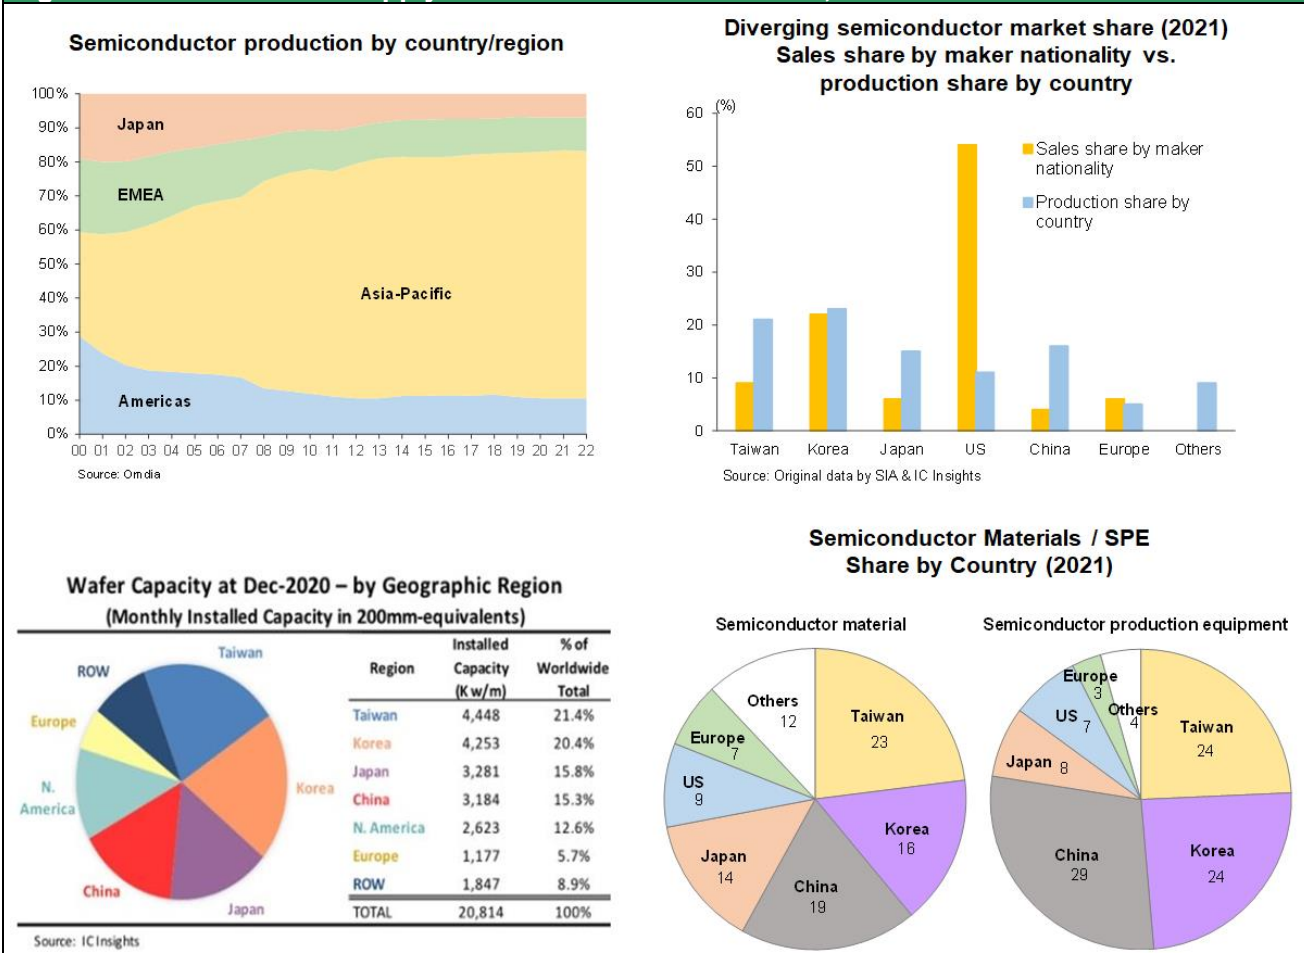 Semiconductor production by country/region
100%
90%
80%
70%
60%
50%
40%
30%
20%
10%
0%
Japan
EMEA
Asia-Pacific
Americas
00 01 02 03 04 05 06 07 08 09 10 11 12 13 14 15 16 17 18 19 20 21 22
Source: Omdia
Diverging semiconductor market share (2021)
Sales share by maker nationality vs.
production share by country
(%)
60
50
40
30
20
10
0
Sales share by maker
nationality
Production share by
country
Taiwan Korea Japan US China Europe Others
Source: Original data by SIA & IC Insights
Wafer Capacity at Dec-2020 – by Geographic Region
(Monthly Installed Capacity in 200mm-equivalents)
Taiwan
Korea
Japan
China
N.
America
Europe
ROW
Installed % of
Region Capacity Worldwide
(K w/m) Total
Taiwan 4,448 21.4%
Korea 4,253 20.4%
Japan 3,281 15.8%
China 3,184 15.3%
N. America 2,623 12.6%
Europe 1,177 5.7%
ROW 1,847 8.9%
TOTAL 20,814 100%
Source: IC Insights
Semiconductor Materials / SPE
Share by Country (2021)
Semiconductor material
Taiwan
23
Korea
16
China
19
Japan
14
US
9
Europe
7
Others
12
Semiconductor production equipment
Taiwan
24
Korea
24
China
29
Japan 8
US 7
Europe
3
Others
4